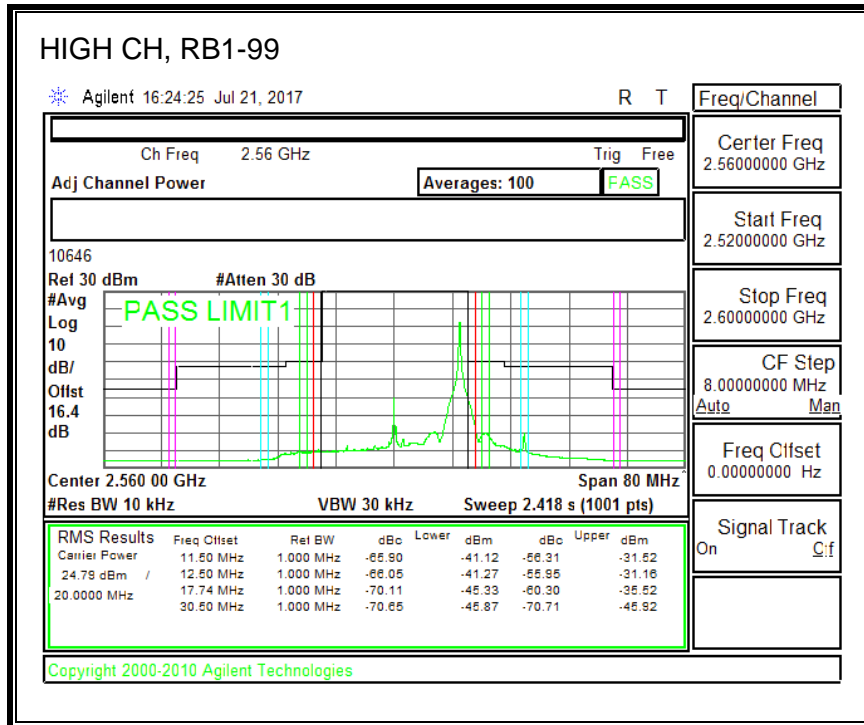 HIGH CH, RB1-99
Agilent 16:24:25 Jul 21, 2017 R T
Freq/Channel
Ch Freq 2.56 GHz Trig Free
Adj Channel Power Averages: 100 PASS
10646
Ref 30 dBm #Atten 30 dB
#Avg
Log
10
dB/
Offst
16.4
dB
PASS LIMIT1
Center 2.560 00 GHz Span 80 MHz
#Res BW 10 kHz VBW 30 kHz Sweep 2.418 s (1001 pts)
RMS Results Freq Offset Ref BW dBc Lower dBm dBc Upper dBm
Carrier Power 11.50 MHz 1.000 MHz -65.90 -41.12 -56.31 -31.52
24.79 dBm / 12.50 MHz 1.000 MHz -66.05 -41.27 -55.95 -31.16
20.0000 MHz 17.74 MHz 1.000 MHz -70.11 -45.33 -60.30 -35.52
30.50 MHz 1.000 MHz -70.65 -45.87 -70.71 -45.92
Copyright 2000-2010 Agilent Technologies
Center Freq
2.56000000 GHz
Start Freq
2.52000000 GHz
Stop Freq
2.60000000 GHz
CF Step
8.00000000 MHz
Auto Man
Freq Offset
0.00000000 Hz
Signal Track
On Off